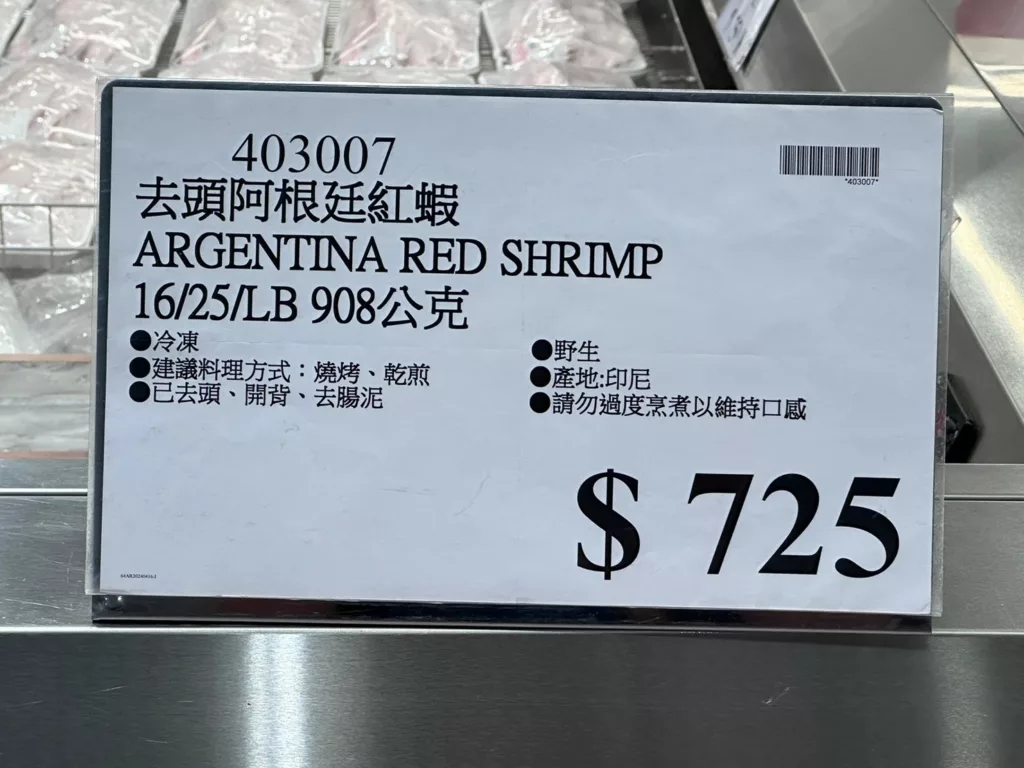 403007
*403007*
去頭阿根廷紅蝦
ARGENTINA RED SHRIMP
16/25/LB 908公克
●冷凍
●建議料理方式：燒烤、乾煎
●已去頭、開背、去腸泥
●野生
●產地:印尼
●請勿過度烹煮以維持口感
$ 725